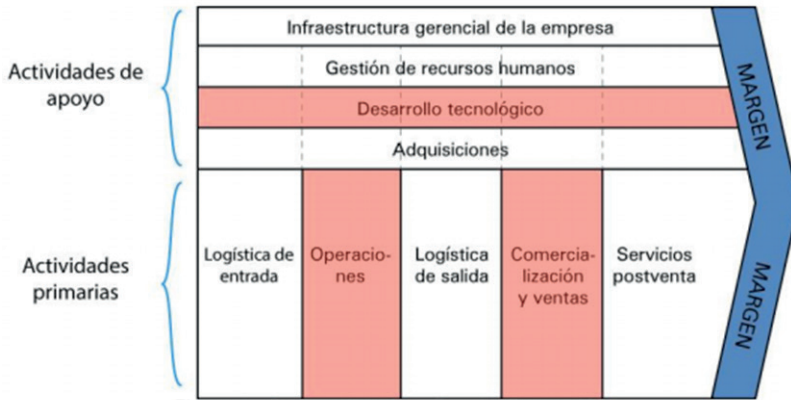 Actividades de
apoyo
Infraestructura gerencial de la empresa
Gestión de recursos humanos
Desarrollo tecnológico
Adquisiciones
MARGEN
Actividades
primarias
Logística de
entrada
Operacio-
nes
Logística
de salida
Comercia-
lización
y ventas
Servicios
postventa
MARGEN